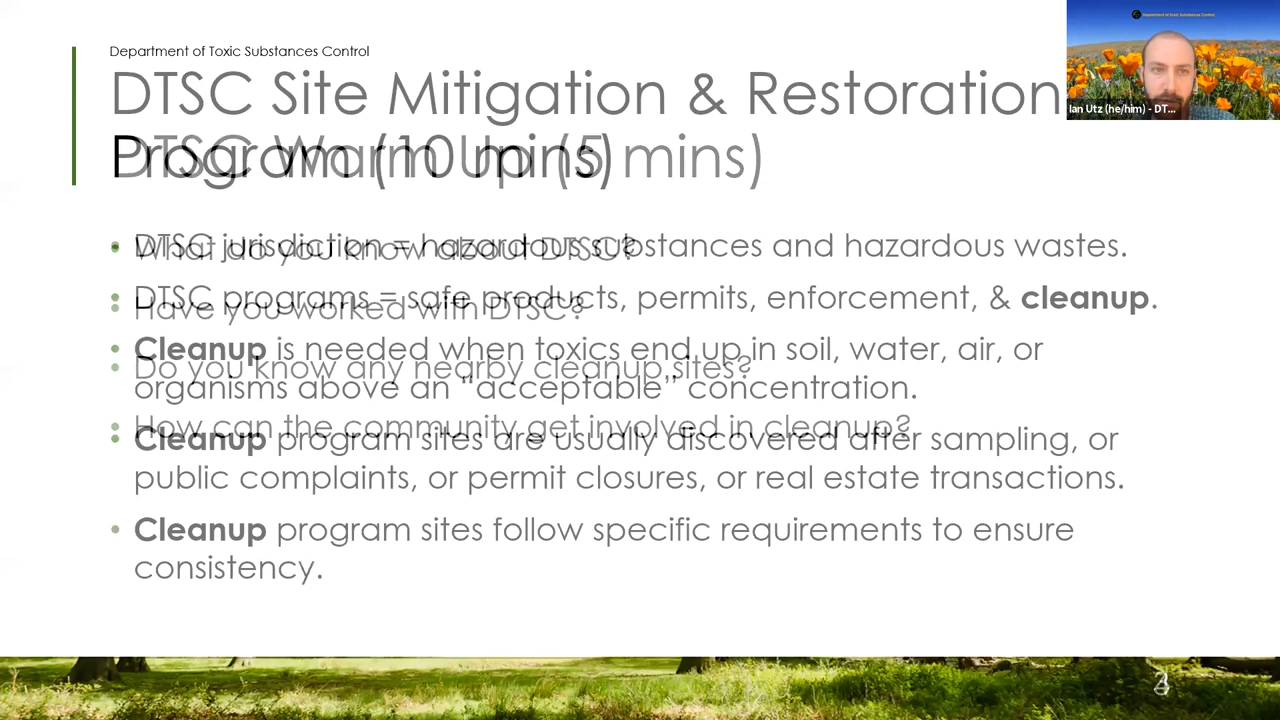 Department of Toxic Substances Control
DTSC Site Mitigation & Restoration
Program (10 mins)
DTSC Warm Up (5 mins)
• DTSC jurisdiction = hazardous substances and hazardous wastes.
• What do you know about DTSC?
• DTSC programs = safe products, permits, enforcement, & cleanup.
• Have you worked with DTSC?
• Cleanup is needed when toxics end up in soil, water, air, or
• Do you know any nearby cleanup sites?
organisms above an “acceptable” concentration.
• How can the community get involved in cleanup?
• Cleanup program sites are usually discovered after sampling, or
public complaints, or permit closures, or real estate transactions.
• Cleanup program sites follow specific requirements to ensure
consistency.
Department of Toxic Substances Control
Ian Utz (he/him) - DT...